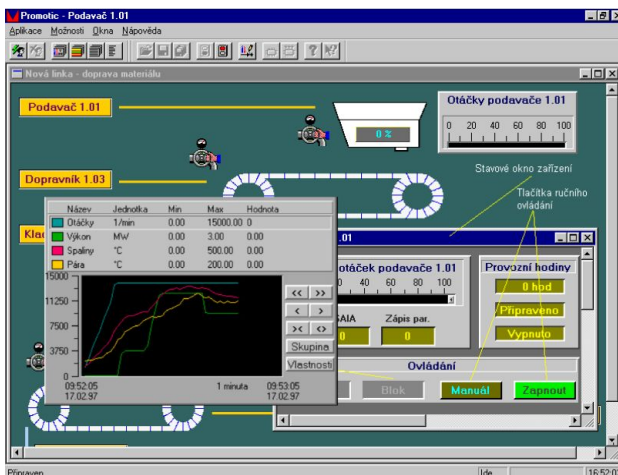 Promotic - Podavač 1.01
Aplikace Možnosti Okna Nápověda
Nová linka - doprava materiálu
Podavač 1.01
0 %
Otáčky podavače 1.01
0 20 40 60 80 100
Stavové okno zařízení
Tlačítka ručního
ovládání
Dopravník 1.03
Název Jednotka Min Max Hodnota
Otáčky 1/min 0.00 15000.00 0
Výkon MW 0.00 3.00 0.00
Spaliny °C 0.00 500.00 0.00
Pára °C 0.00 200.00 0.00
15000
11250
7500
3750
0
09:52:05 1 minuta 09:53:05
17.02.97 17.02.97
<< >>
< >
>< <>
Skupina
Vlastnosti
1.01
otáček podavače 1.01
40 60 80 100
Zápis par.
0 0
Provozní hodiny
0 hod
Připraveno
Vypnuto
Ovládání
Blok Manuál Zapnout
Připraven
Ide